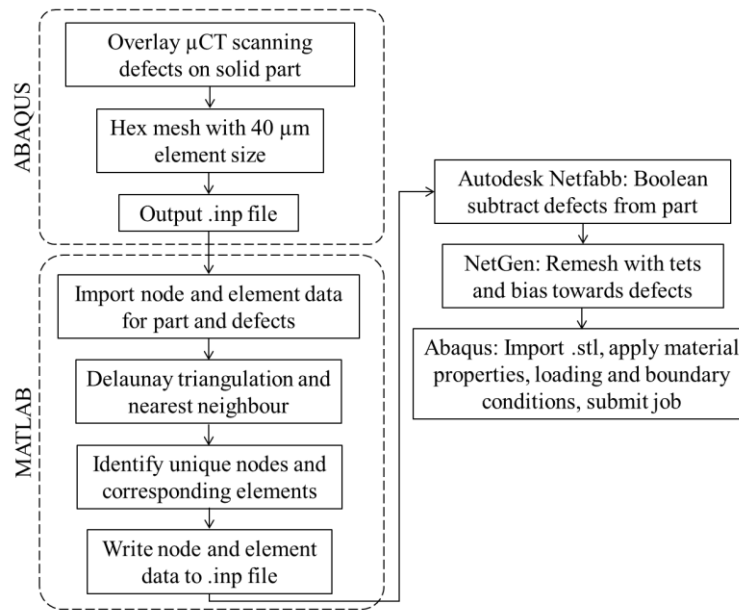 ABAQUS
Overlay µCT scanning
defects on solid part
Hex mesh with 40 µm
element size
Output .inp file
MATLAB
Import node and element data
for part and defects
Delaunay triangulation and
nearest neighbour
Identify unique nodes and
corresponding elements
Write node and element
data to .inp file
Autodesk Netfabb: Boolean
subtract defects from part
NetGen: Remesh with tets
and bias towards defects
Abaqus: Import .stl, apply material
properties, loading and boundary
conditions, submit job